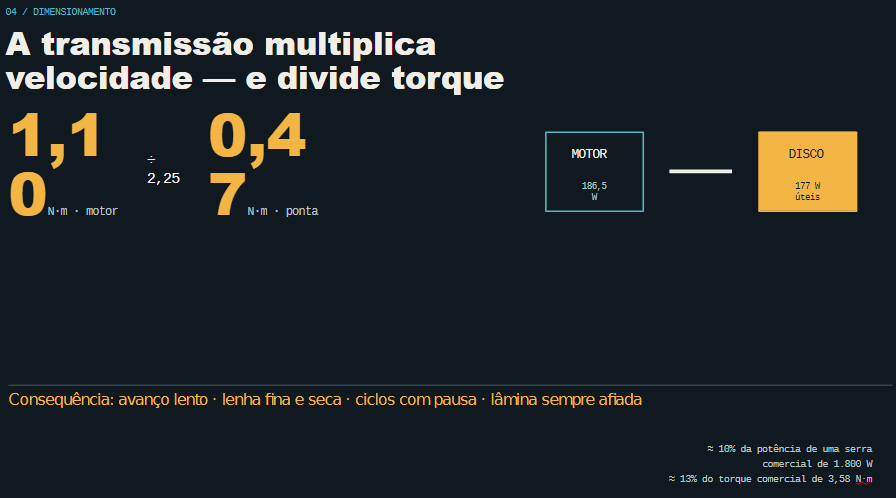 04 / DIMENSIONAMENTO
A transmissão multiplica
velocidade — e divide torque
1,1
0 N·m · motor
÷
2,25
0,4
7 N·m · ponta
MOTOR
186,5
W
DISCO
177 W
úteis
Consequência: avanço lento · lenha fina e seca · ciclos com pausa · lâmina sempre afiada
≈ 10% da potência de uma serra
comercial de 1.800 W
≈ 13% do torque comercial de 3,58 N·m